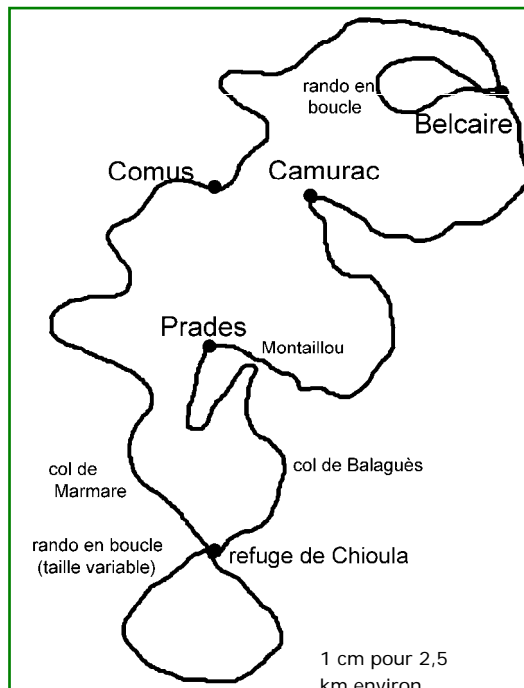 rando en
boucle
Belcaire
Comus
Camurac
Prades
Montaillou
col de
Marmare
col de Balaguès
rando en boucle
(taille variable)
refuge de Chioula
1 cm pour 2,5
km environ